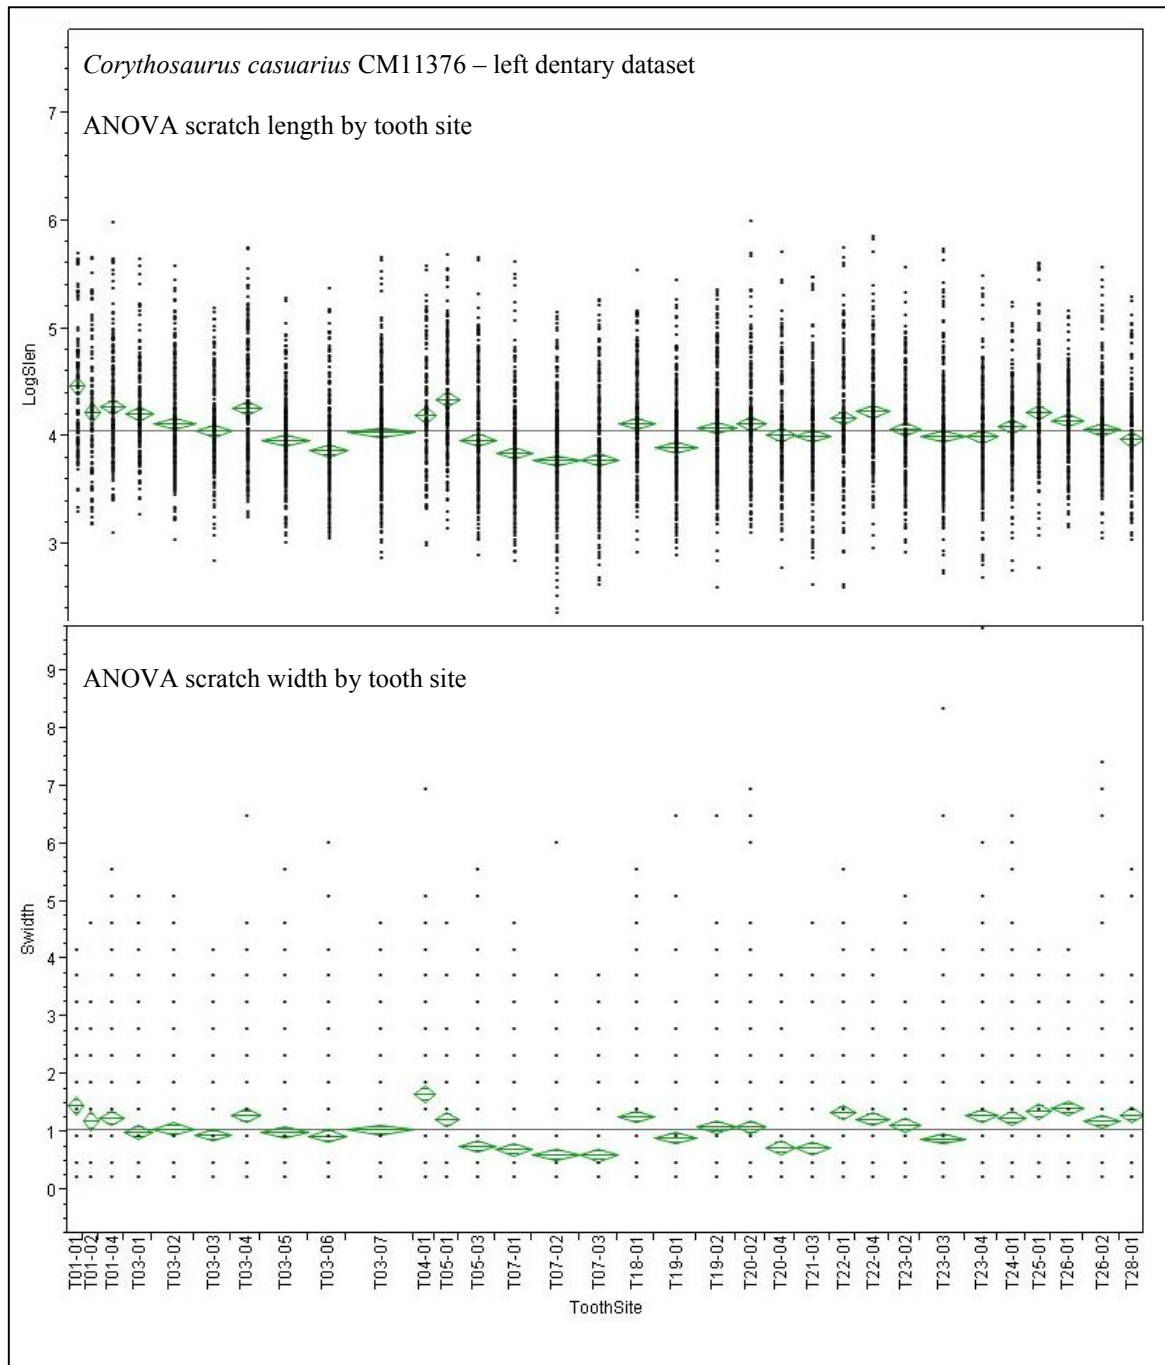 Corythosaurus casuarius CM11376 – left dentary dataset
ANOVA scratch length by tooth site
7
6
5
4
3
LogSlen
ANOVA scratch width by tooth site
9
8
7
6
5
4
3
2
1
0
Swidth
T01-01
T01-02
T01-04
T03-01
T03-02
T03-03
T03-04
T03-05
T03-06
T03-07
T04-01
T05-01
T05-03
T07-01
T07-02
T07-03
T18-01
T19-01
T19-02
T20-02
T20-04
T21-03
T22-01
T22-04
T23-02
T23-03
T23-04
T24-01
T25-01
T26-01
T26-02
T28-01
ToothSite